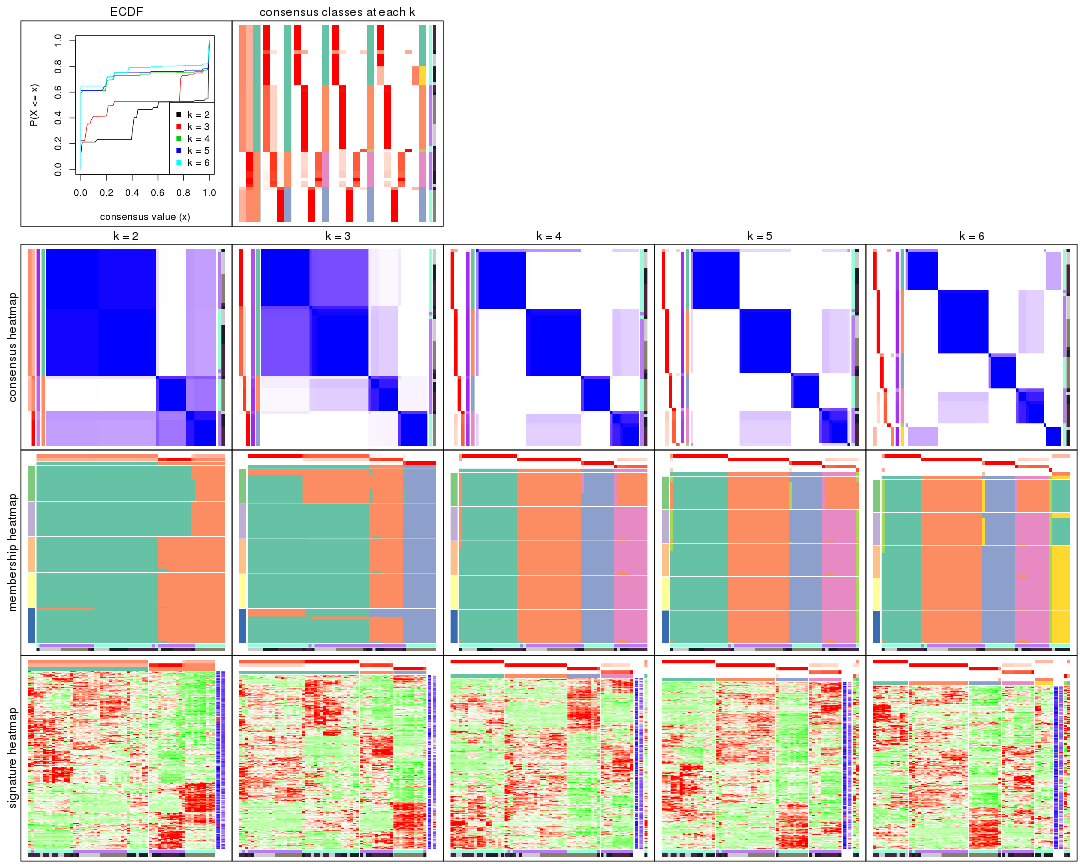 ECDF
consensus classes at each k
P(X <= x)
0.0 0.2 0.4 0.6 0.8 1.0
k = 2
k = 3
k = 4
k = 5
k = 6
0.0 0.2 0.4 0.6 0.8 1.0
consensus value (x)
k = 2
k = 3
k = 4
k = 5
k = 6
consensus heatmap
membership heatmap
signature heatmap